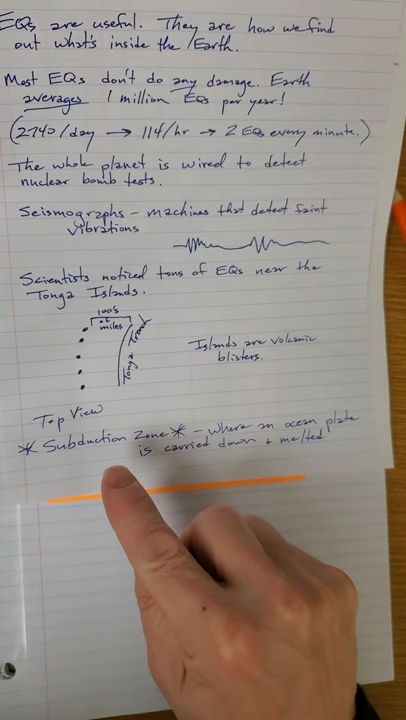 EQs are useful. They are how we find
out what's inside the Earth.
Most EQs don't do any damage. Earth
averages 1 million EQs per year!
(2740/day → 114/hr → 2 EQs every minute.)
The whole planet is wired to detect
nuclear bomb tests.
Seismographs - machines that detect faint
vibrations
Scientists noticed tons of EQs near the
Tonga Islands.
100's
of
miles
Tonga Trench
Islands are volcanic
blisters.
Top View
* Subduction Zone * - where an ocean plate
is carried down + melted